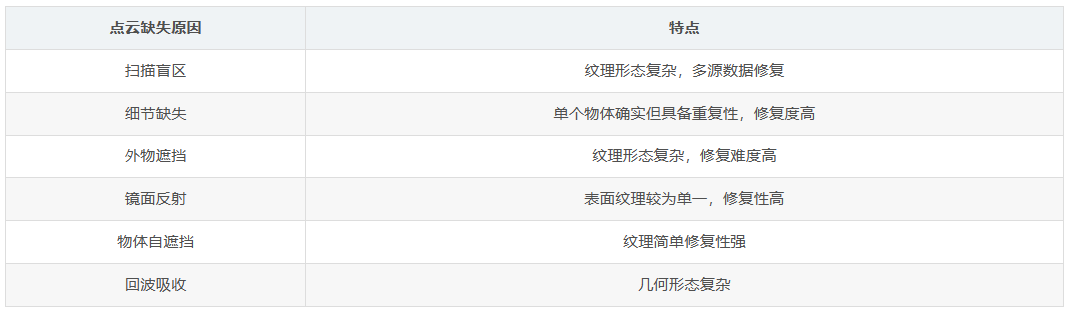 点云缺失原因 特点
扫描盲区 纹理形态复杂，多源数据修复
细节缺失 单个物体确实但具备重复性，修复度高
外物遮挡 纹理形态复杂，修复难度高
镜面反射 表面纹理较为单一，修复性高
物体自遮挡 纹理简单修复性强
回波吸收 几何形态复杂